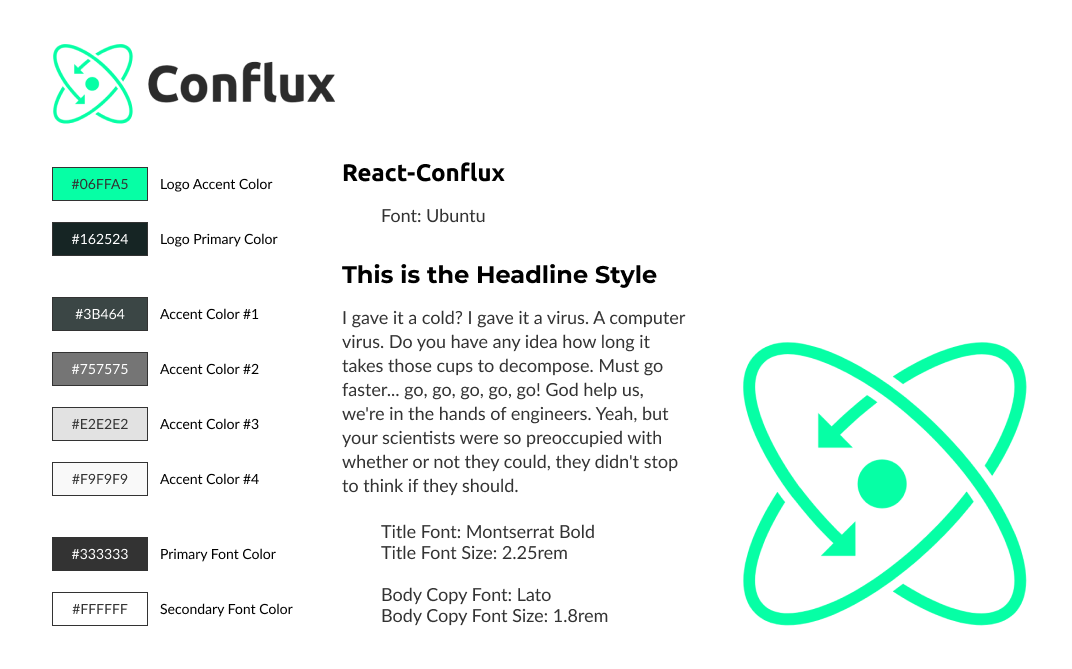 Conflux
#06FFA5 Logo Accent Color
#162524 Logo Primary Color
#3B464 Accent Color #1
#757575 Accent Color #2
#E2E2E2 Accent Color #3
#F9F9F9 Accent Color #4
#333333 Primary Font Color
#FFFFFF Secondary Font Color
React-Conflux
Font: Ubuntu
This is the Headline Style
I gave it a cold? I gave it a virus. A computer
virus. Do you have any idea how long it
takes those cups to decompose. Must go
faster... go, go, go, go, go! God help us,
we're in the hands of engineers. Yeah, but
your scientists were so preoccupied with
whether or not they could, they didn't stop
to think if they should.
Title Font: Montserrat Bold
Title Font Size: 2.25rem
Body Copy Font: Lato
Body Copy Font Size: 1.8rem